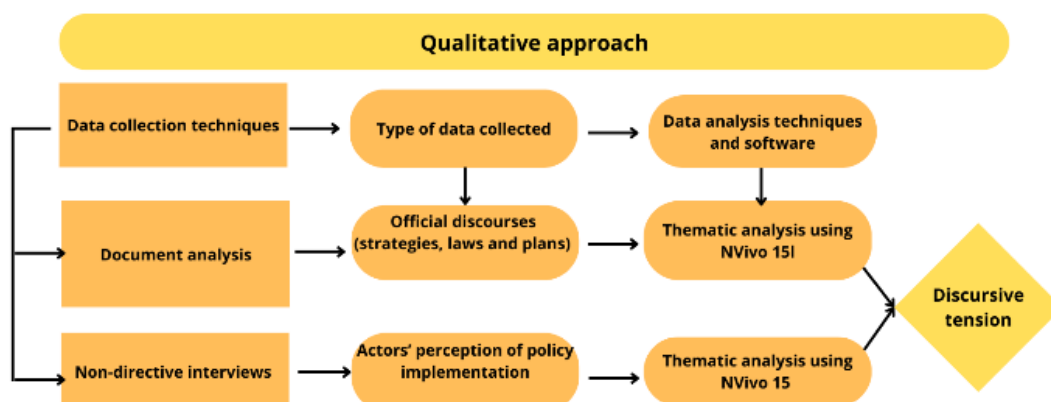 Qualitative approach
Data collection techniques
Type of data collected
Data analysis techniques
and software
Document analysis
Official discourses
(strategies, laws and plans)
Thematic analysis using
NVivo 15I
Discursive
tension
Non-directive interviews
Actors’ perception of policy
implementation
Thematic analysis using
NVivo 15